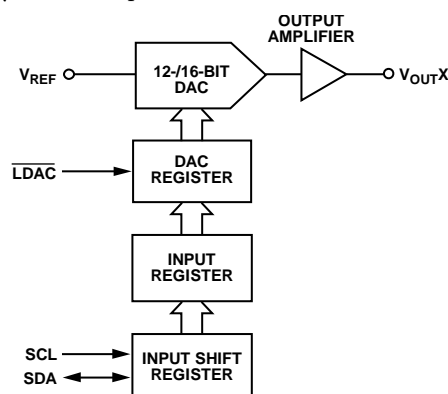 OUTPUT
AMPLIFIER
VREF
12-/16-BIT
DAC
VOUTX
LDAC
DAC
REGISTER
INPUT
REGISTER
SCL
SDA
INPUT SHIFT
REGISTER